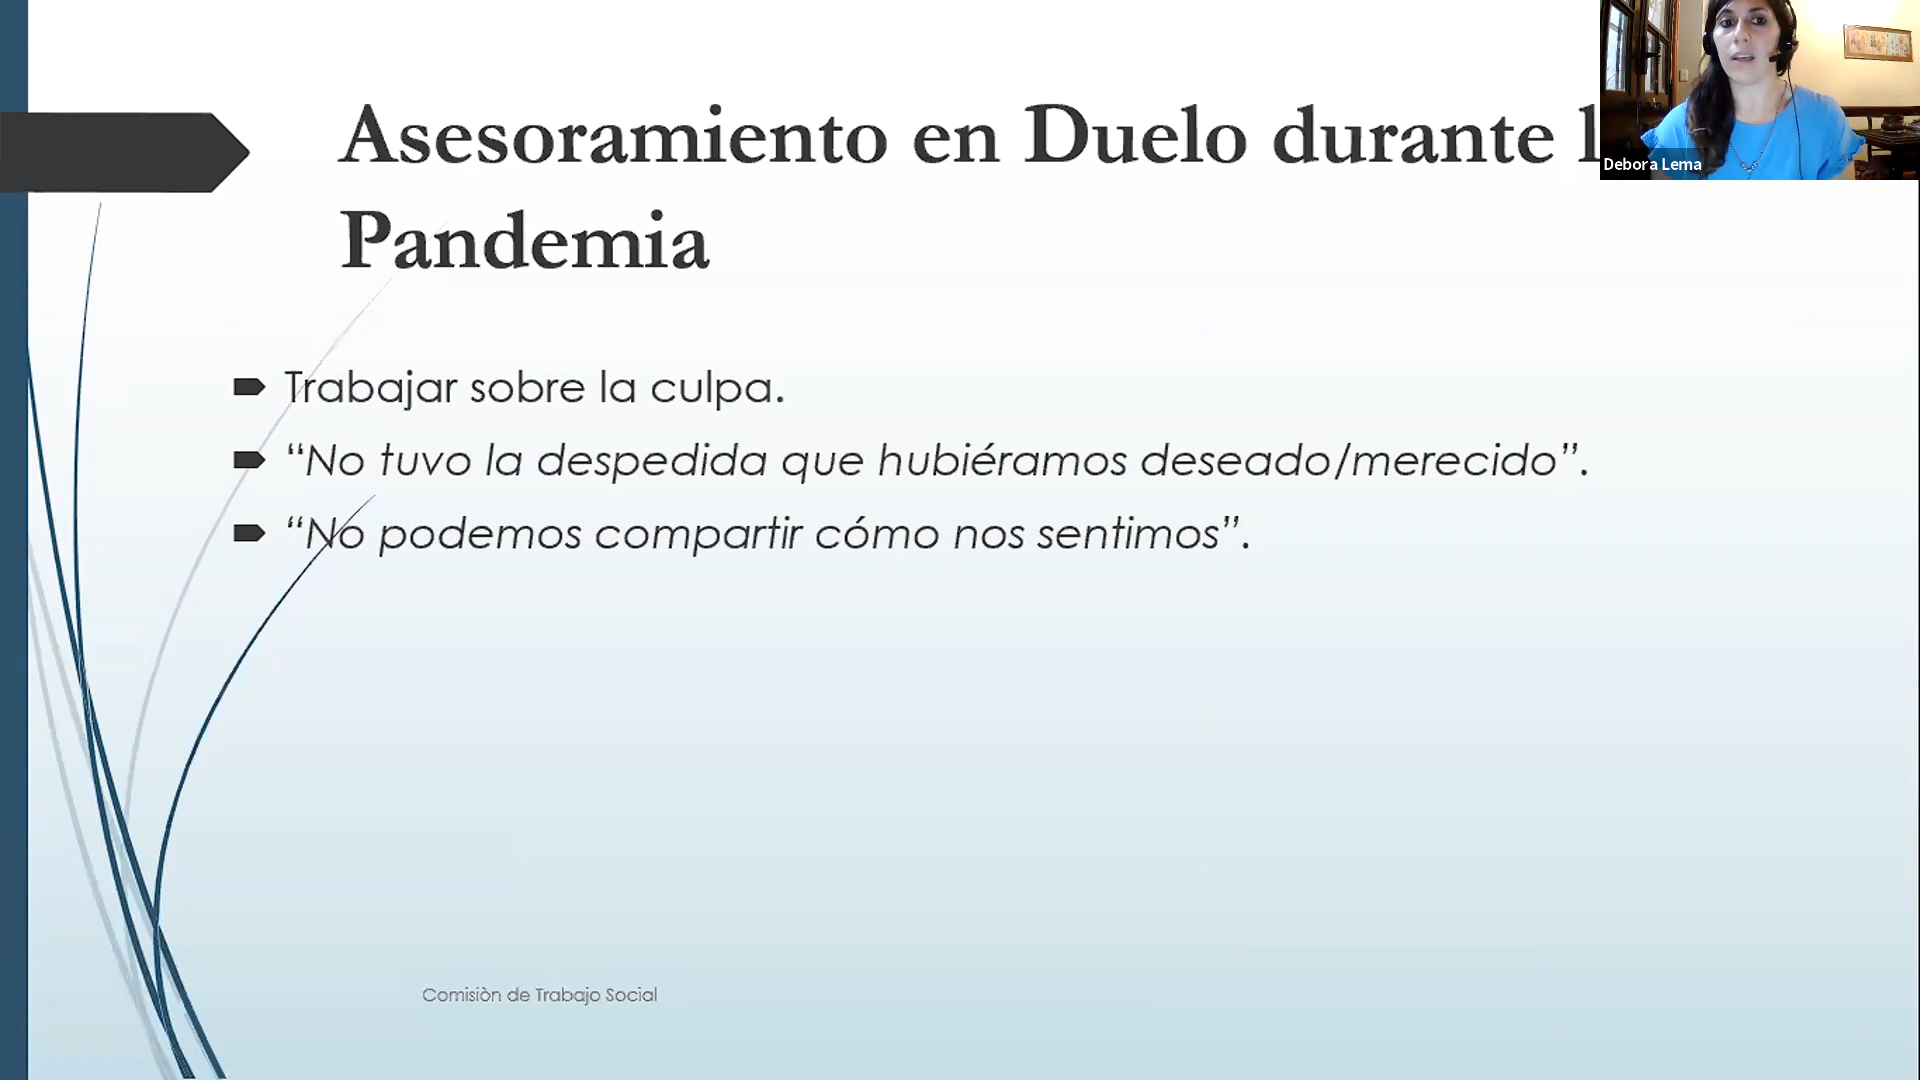 Asesoramiento en Duelo durante l
Pandemia
Trabajar sobre la culpa.
“No tuvo la despedida que hubiéramos deseado/merecido”.
“No podemos compartir cómo nos sentimos”.
Comisiòn de Trabajo Social
Debora Lema